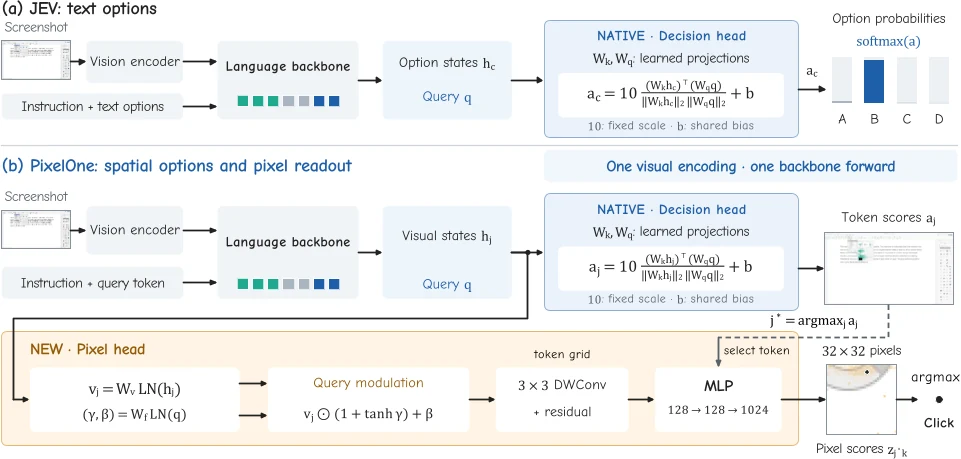 (a) JEV: text options
Screenshot
Vision encoder
Instruction + text options
Language backbone
Option states h_c
Query q
NATIVE · Decision head
W_k, W_q: learned projections
a_c = 10 (W_k h_c)^⊤ (W_q q) / ‖W_k h_c‖_2 ‖W_q q‖_2 + b
10: fixed scale · b: shared bias
a_c
Option probabilities
softmax(a)
A B C D
(b) PixelOne: spatial options and pixel readout
One visual encoding · one backbone forward
Screenshot
Vision encoder
Instruction + query token
Language backbone
Visual states h_j
Query q
NATIVE · Decision head
W_k, W_q: learned projections
a_j = 10 (W_k h_j)^⊤ (W_q q) / ‖W_k h_j‖_2 ‖W_q q‖_2 + b
10: fixed scale · b: shared bias
Token scores a_j
j* = argmax_j a_j
NEW · Pixel head
v_j = W_v LN(h_j)
(γ, β) = W_f LN(q)
Query modulation
v_j ⊙ (1 + tanh γ) + β
token grid
3 × 3 DWConv
+ residual
select token
MLP
128 → 128 → 1024
32 × 32 pixels
Pixel scores z_j*k
argmax
Click